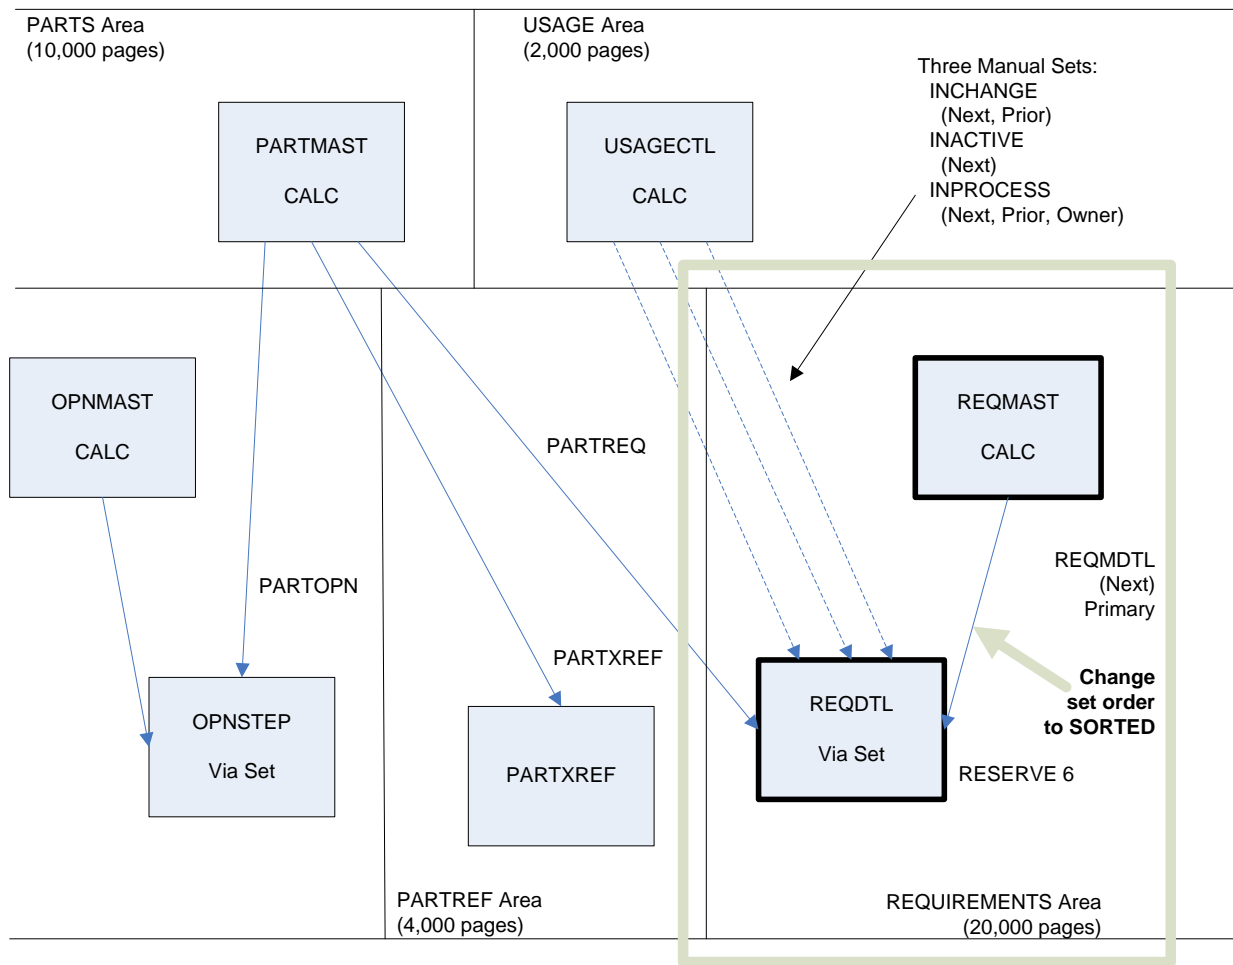 PARTS Area
(10,000 pages)
USAGE Area
(2,000 pages)
Three Manual Sets:
INCHANGE
(Next, Prior)
INACTIVE
(Next)
INPROCESS
(Next, Prior, Owner)
PARTMAST
CALC
USAGECTL
CALC
OPNMAST
CALC
REQMAST
CALC
PARTREQ
PARTOPN
PARTXREF
REQMDTL
(Next)
Primary
Change
set order
to SORTED
OPNSTEP
Via Set
PARTXREF
REQDTL
Via Set
RESERVE 6
PARTREF Area
(4,000 pages)
REQUIREMENTS Area
(20,000 pages)